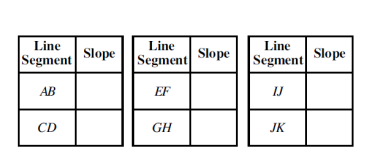 Line Segment Slope
AB
CD
Line Segment Slope
EF
GH
Line Segment Slope
IJ
JK